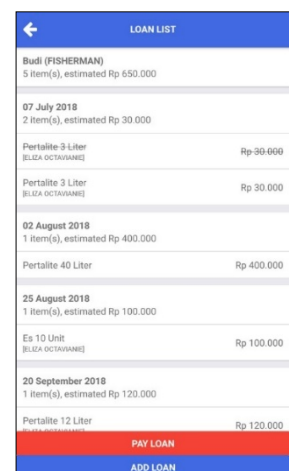 LOAN LIST
Budi (FISHERMAN)
5 item(s), estimated Rp 650.000
07 July 2018
2 item(s), estimated Rp 30.000
Pertalite 3 Liter Rp 30.000
[ELIZA OCTAVIANIE]
Pertalite 3 Liter Rp 30.000
[ELIZA OCTAVIANIE]
02 August 2018
1 item(s), estimated Rp 400.000
Pertalite 40 Liter Rp 400.000
25 August 2018
1 item(s), estimated Rp 100.000
Es 10 Unit Rp 100.000
[ELIZA OCTAVIANIE]
20 September 2018
1 item(s), estimated Rp 120.000
Pertalite 12 Liter Rp 120.000
PAY LOAN
ADD LOAN